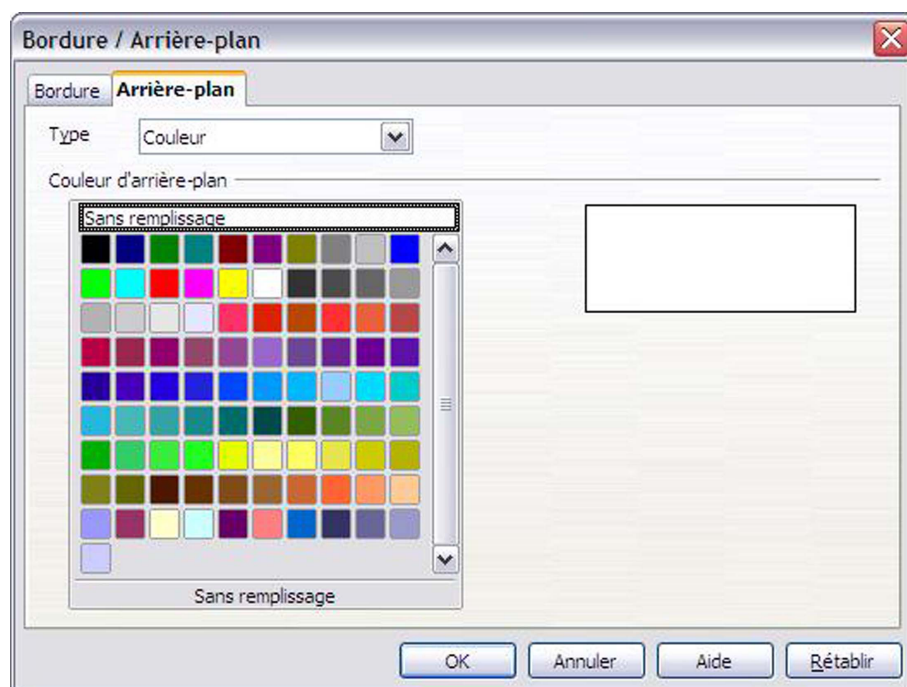 Bordure / Arrière-plan
Bordure Arrière-plan
Type Couleur
Couleur d'arrière-plan
Sans remplissage
Sans remplissage
OK Annuler Aide Rétablir